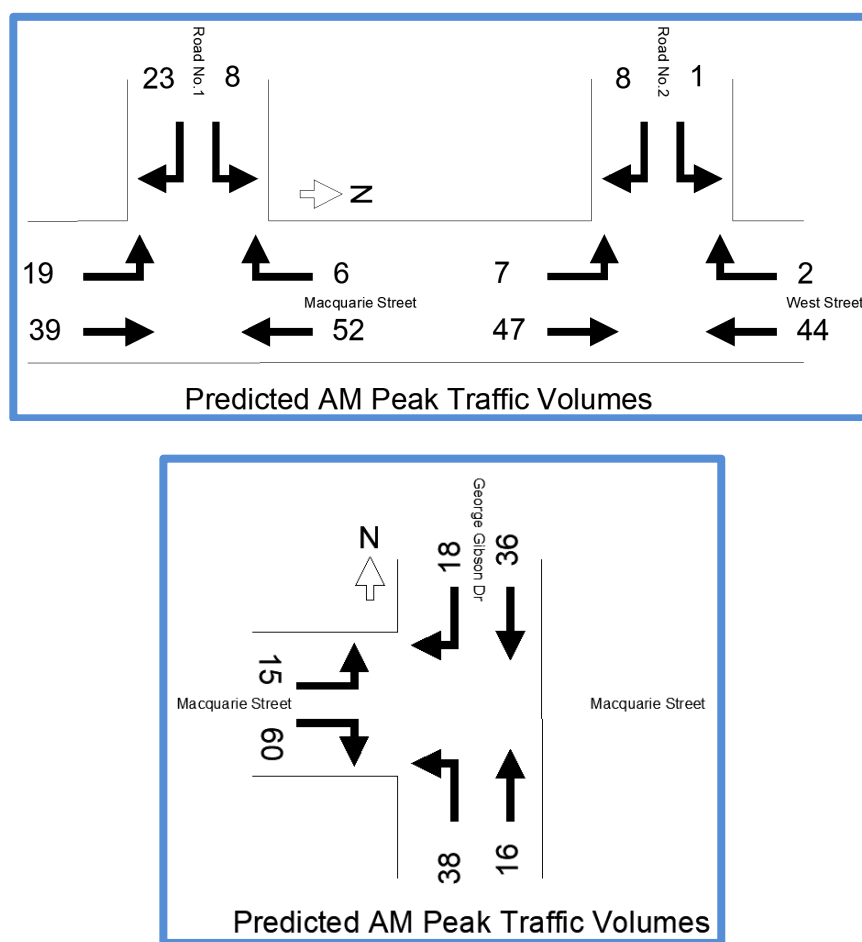 23
Road No.1
8
8
Road No.2
1
N
19
6
7
2
Macquarie Street
West Street
39
52
47
44
Predicted AM Peak Traffic Volumes
George Gibson Dr
N
18
36
15
Macquarie Street
Macquarie Street
60
38
16
Predicted AM Peak Traffic Volumes